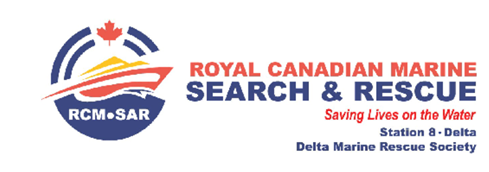 RCM•SAR
ROYAL CANADIAN MARINE
SEARCH & RESCUE
Saving Lives on the Water
Station 8 - Delta
Delta Marine Rescue Society